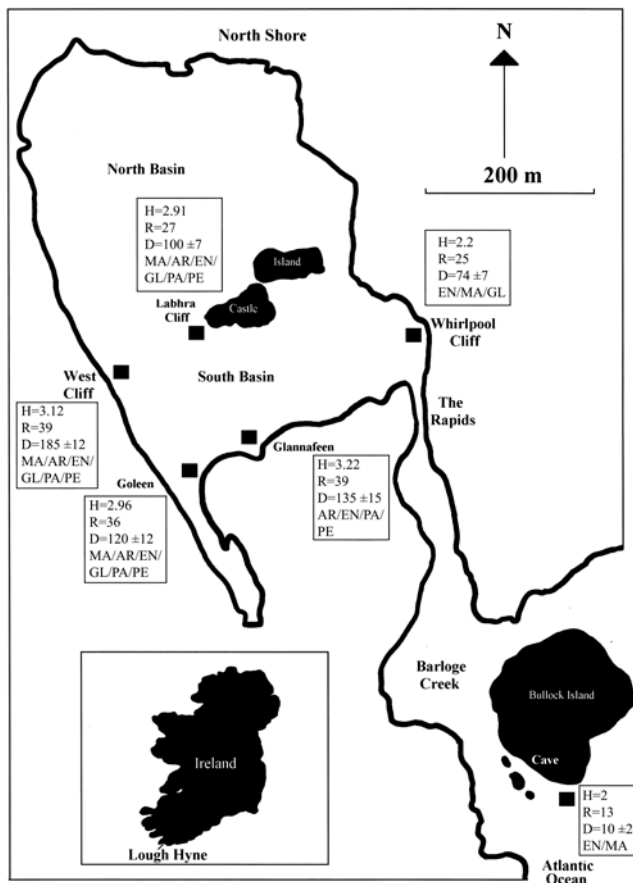 North Shore
N
200 m
North Basin
H=2.91
R=27
D=100 ±7
MA/AR/EN/
GL/PA/PE
Island
Castle
Labhra
Cliff
H=2.2
R=25
D=74 ±7
EN/MA/GL
Whirlpool
Cliff
West
Cliff
South Basin
The
Rapids
H=3.12
R=39
D=185 ±12
MA/AR/EN/
GL/PA/PE
Goleen
Glannafeen
H=2.96
R=36
D=120 ±12
MA/AR/EN/
GL/PA/PE
H=3.22
R=39
D=135 ±15
AR/EN/PA/
PE
Barloge
Creek
Bullock Island
Cave
Ireland
Lough Hyne
H=2
R=13
D=10 ±2
EN/MA
Atlantic
Ocean